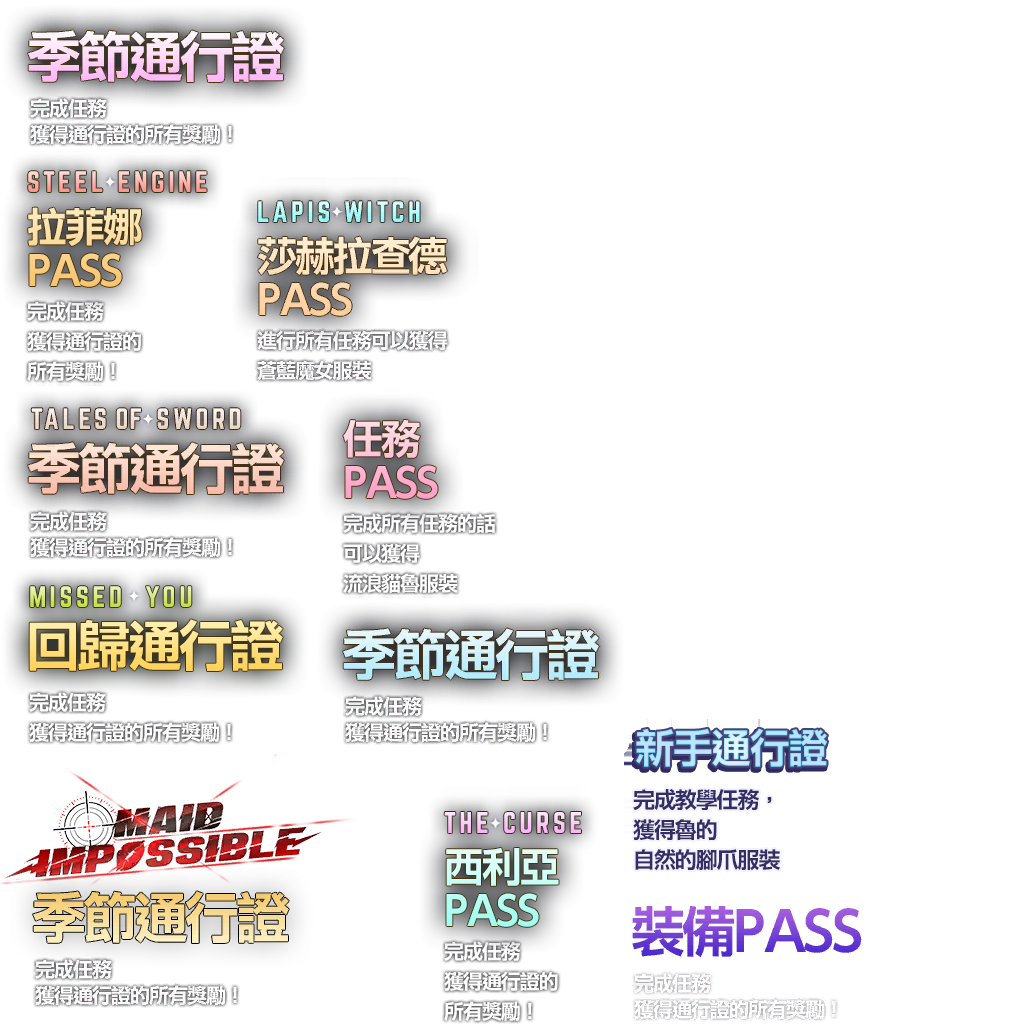 季節通行證
完成任務
獲得通行證的所有獎勵！
STEEL ENGINE
拉菲娜
PASS
完成任務
獲得通行證的
所有獎勵！
LAPIS WITCH
莎赫拉查德
PASS
進行所有任務可以獲得
蒼藍魔女服裝
TALES OF SWORD
季節通行證
完成任務
獲得通行證的所有獎勵！
任務
PASS
完成所有任務的話
可以獲得
流浪貓魯服裝
MISSED YOU
回歸通行證
完成任務
獲得通行證的所有獎勵！
季節通行證
完成任務
獲得通行證的所有獎勵！
新手通行證
完成教學任務，
獲得魯的
自然的腳爪服裝
MAID
IMPOSSIBLE
季節通行證
完成任務
獲得通行證的所有獎勵！
THE CURSE
西利亞
PASS
完成任務
獲得通行證的
所有獎勵！
裝備PASS
完成任務
獲得通行證的所有獎勵！